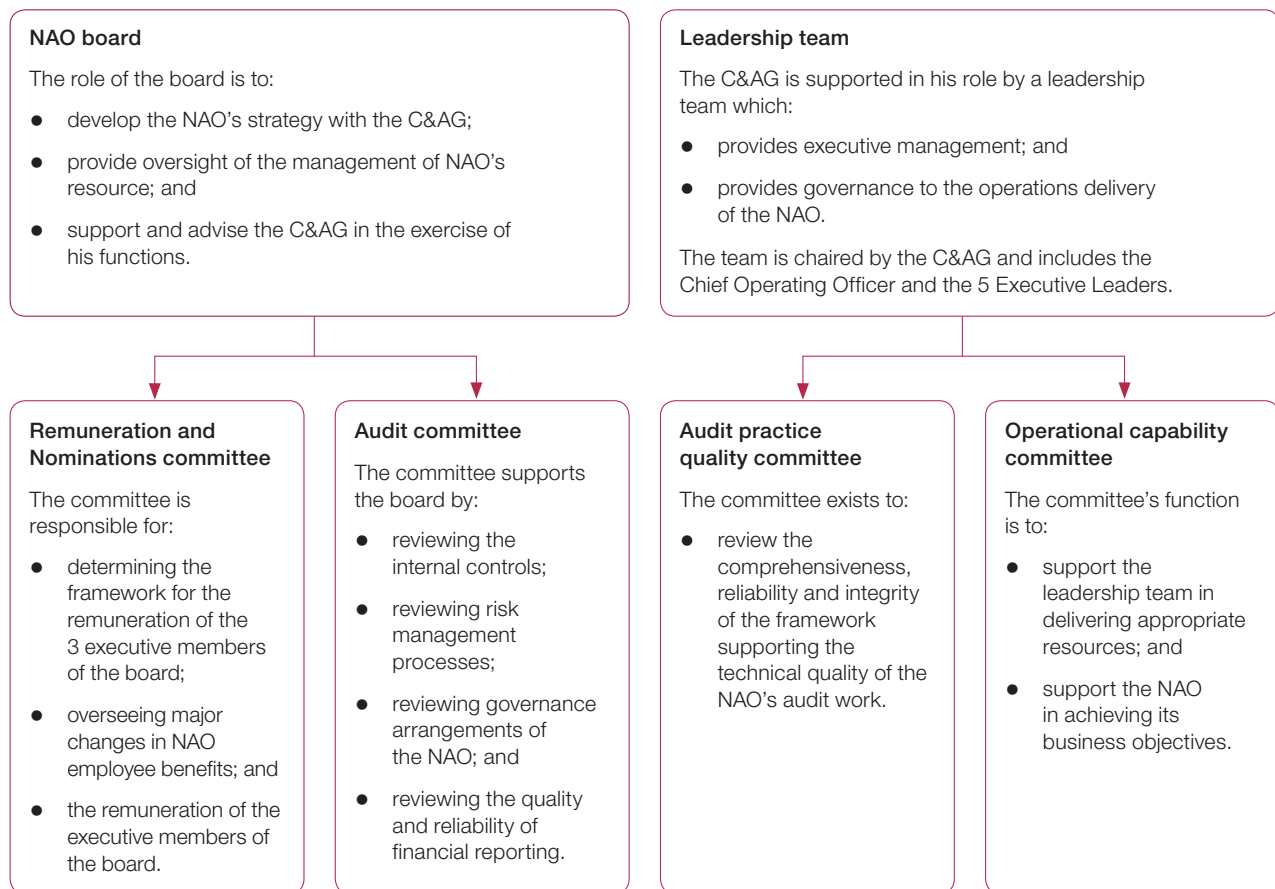 NAO board
The role of the board is to:
● develop the NAO’s strategy with the C&AG;
● provide oversight of the management of NAO’s
resource; and
● support and advise the C&AG in the exercise of
his functions.
Leadership team
The C&AG is supported in his role by a leadership
team which:
● provides executive management; and
● provides governance to the operations delivery
of the NAO.
The team is chaired by the C&AG and includes the
Chief Operating Officer and the 5 Executive Leaders.
Remuneration and
Nominations committee
The committee is
responsible for:
● determining the
framework for the
remuneration of the
3 executive members
of the board;
● overseeing major
changes in NAO
employee benefits; and
● the remuneration of the
executive members of
the board.
Audit committee
The committee supports
the board by:
● reviewing the
internal controls;
● reviewing risk
management
processes;
● reviewing governance
arrangements of
the NAO; and
● reviewing the quality
and reliability of
financial reporting.
Audit practice
quality committee
The committee exists to:
● review the
comprehensiveness,
reliability and integrity
of the framework
supporting the
technical quality of the
NAO’s audit work.
Operational capability
committee
The committee’s function
is to:
● support the
leadership team in
delivering appropriate
resources; and
● support the NAO
in achieving its
business objectives.